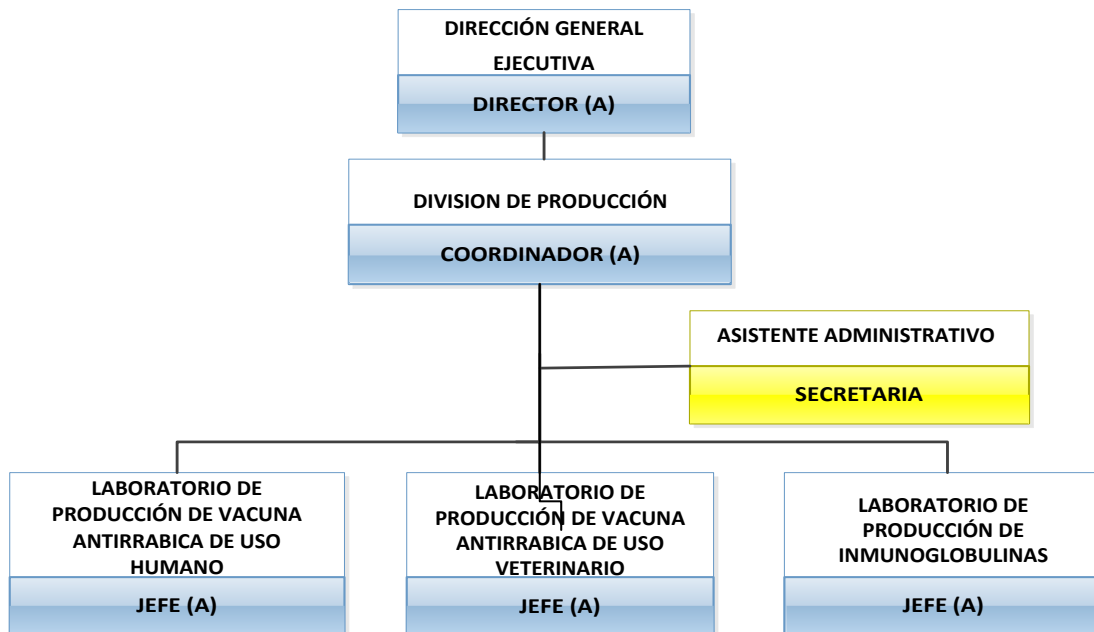 DIRECCIÓN GENERAL
EJECUTIVA
DIRECTOR (A)
DIVISION DE PRODUCCIÓN
COORDINADOR (A)
ASISTENTE ADMINISTRATIVO
SECRETARIA
LABORATORIO DE
PRODUCCIÓN DE VACUNA
ANTIRRABICA DE USO
HUMANO
JEFE (A)
LABORATORIO DE
PRODUCCIÓN DE VACUNA
ANTIRRABICA DE USO
VETERINARIO
JEFE (A)
LABORATORIO DE
PRODUCCIÓN DE
INMUNOGLOBULINAS
JEFE (A)